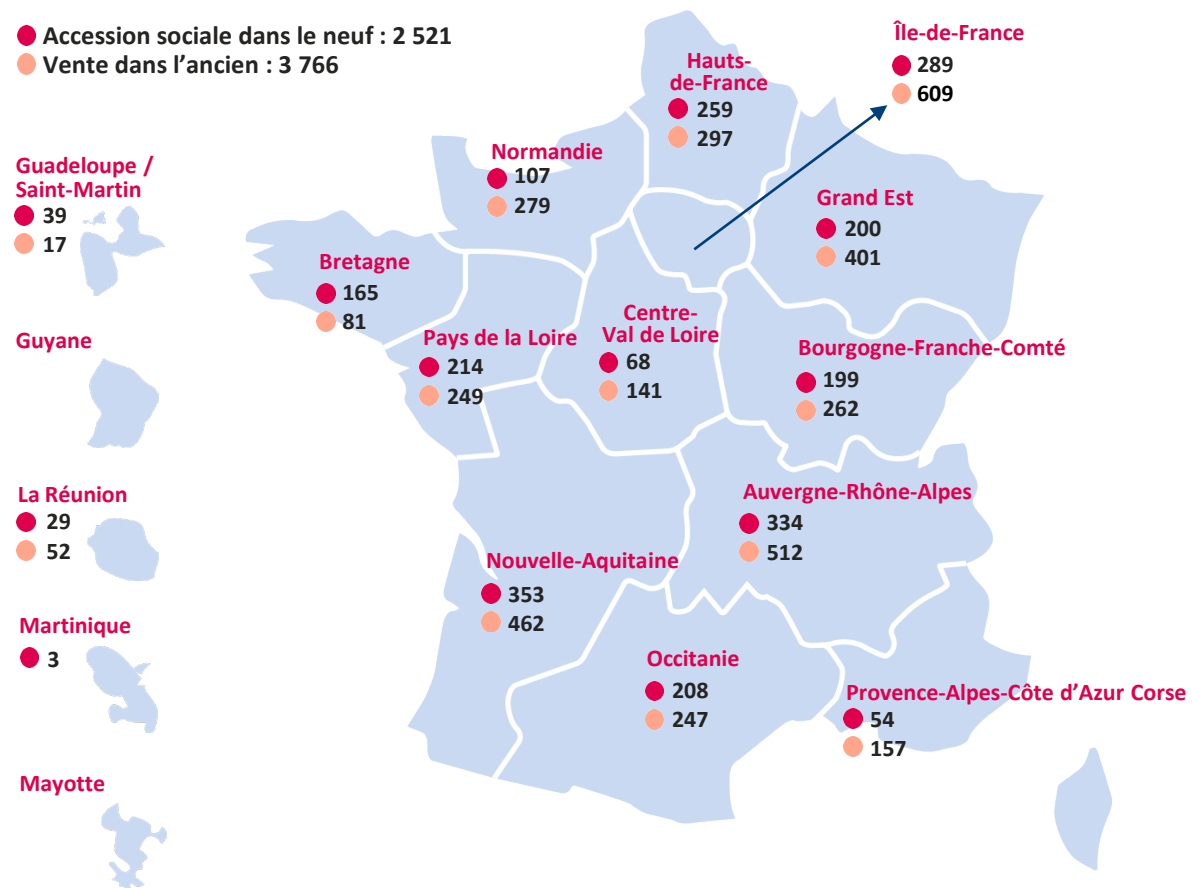 Accession sociale dans le neuf : 2 521
Vente dans l’ancien : 3 766
Île-de-France
289
609
Hauts-
de-France
259
297
Normandie
107
279
Guadeloupe /
Saint-Martin
39
17
Grand Est
200
401
Bretagne
165
81
Centre-
Val de Loire
68
141
Pays de la Loire
214
249
Guyane
Bourgogne-Franche-Comté
199
262
La Réunion
29
52
Auvergne-Rhône-Alpes
334
512
Nouvelle-Aquitaine
353
462
Martinique
3
Occitanie
208
247
Provence-Alpes-Côte d’Azur Corse
54
157
Mayotte